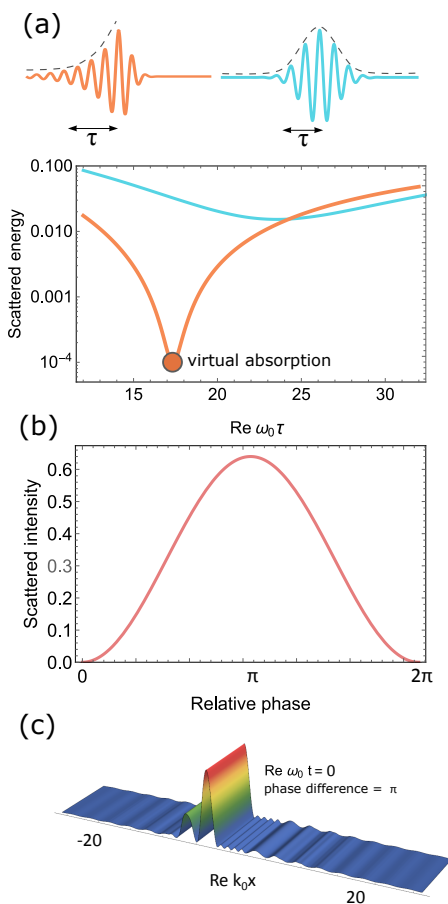 (a)
τ τ
0.100
0.010
0.001
10⁻⁴
Scattered energy
virtual absorption
15 20 25 30
Re ω₀τ
(b)
0.6
0.5
0.4
0.3
0.2
0.1
0.0
Scattered intensity
0 π 2π
Relative phase
(c)
Re ω₀ t = 0
phase difference = π
-20
Re k₀x
20